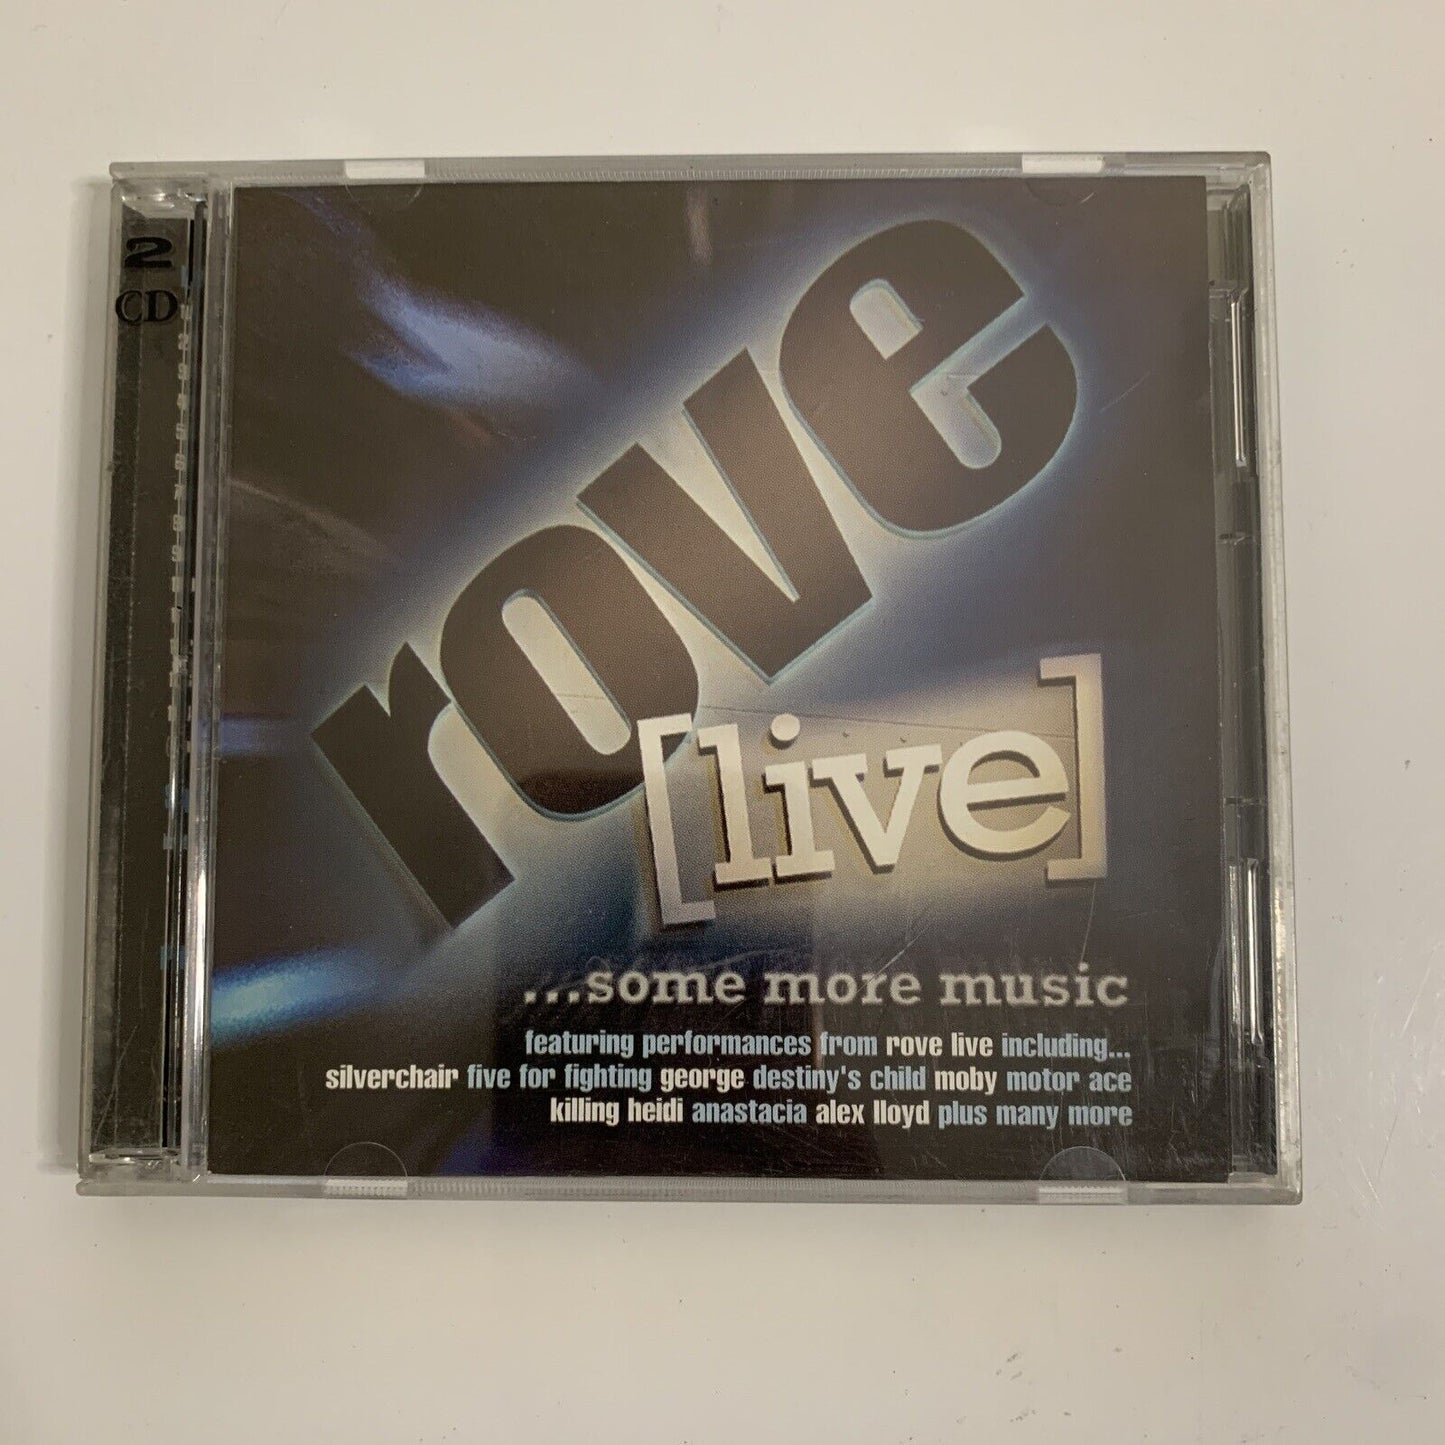 2
CD
rove
[live]
...some more music
featuring performances from rove live including...
silverchair five for fighting george destiny's child moby motor ace
killing heidi anastacia alex lloyd plus many more